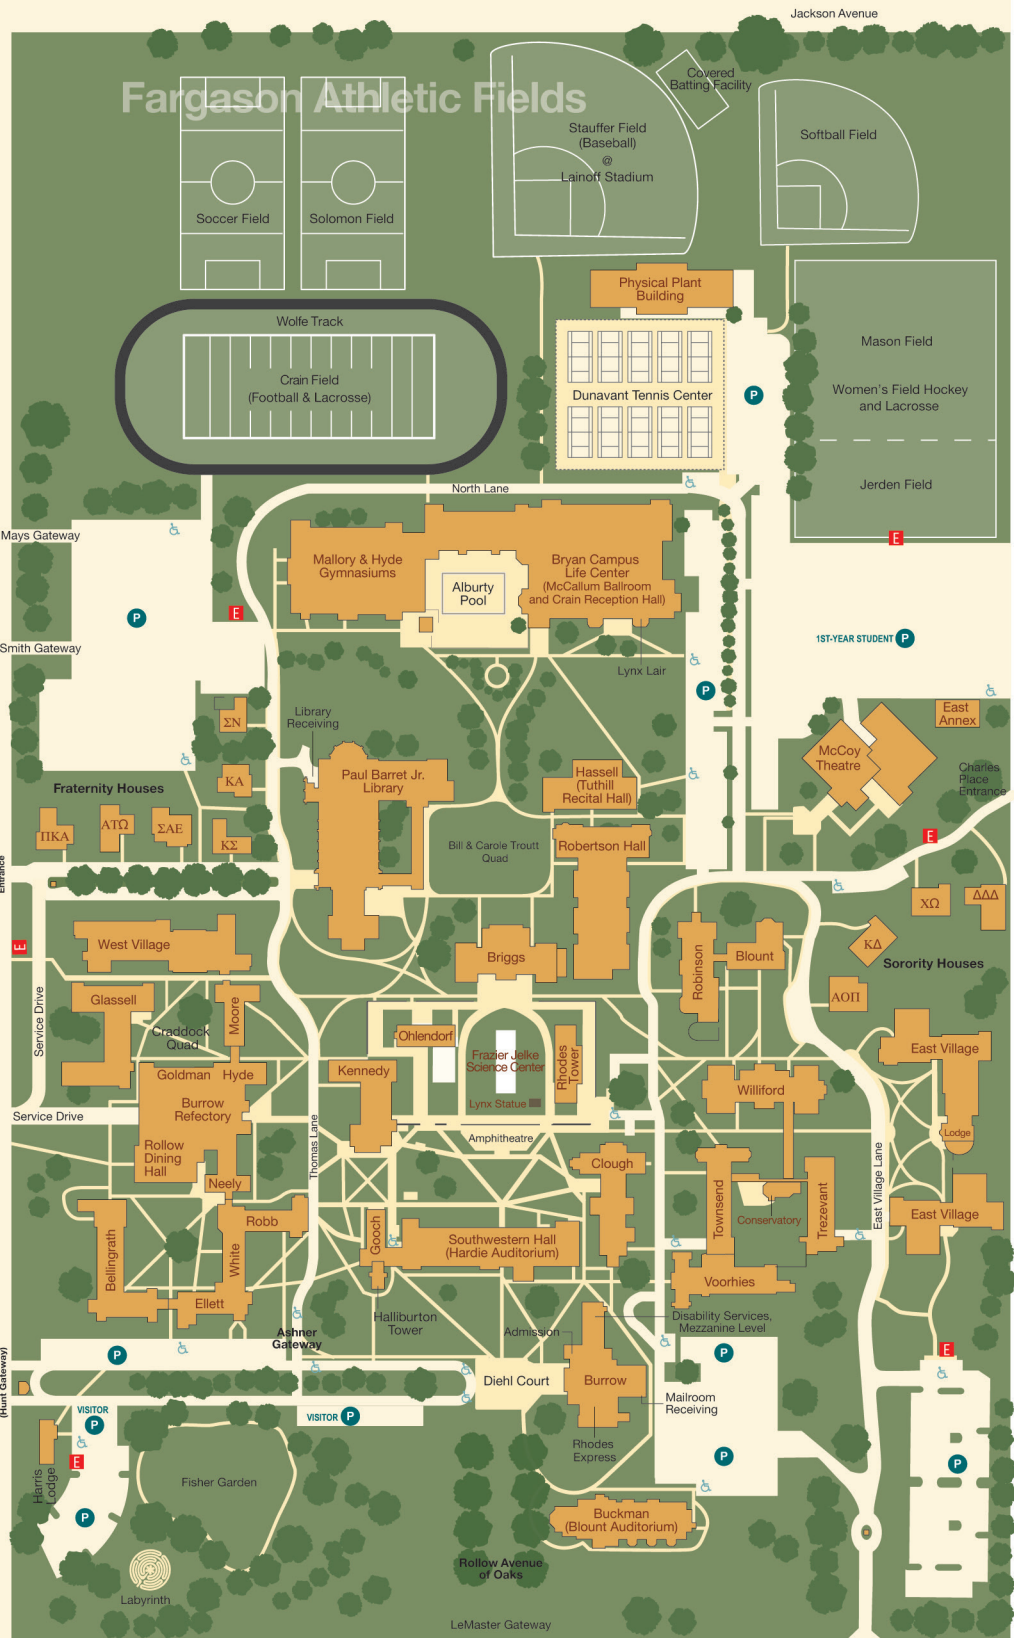 Jackson Avenue
Fargason Athletic Fields
Covered
Batting Facility
Stauffer Field
(Baseball)
@
Lainoff Stadium
Softball Field
Soccer Field
Solomon Field
Physical Plant
Building
Wolfe Track
Mason Field
Crain Field
(Football & Lacrosse)
Dunavant Tennis Center
P
Women's Field Hockey
and Lacrosse
Jerden Field
North Lane
Mays Gateway
E
Mallory & Hyde
Gymnasiums
Alburty
Pool
Bryan Campus
Life Center
(McCallum Ballroom
and Crain Reception Hall)
P
E
Smith Gateway
1ST-YEAR STUDENT P
Lynx Lair
P
ΣN
Library
Receiving
East
Annex
McCoy
Theatre
KA
Paul Barret Jr.
Library
Hassell
(Tuthill
Recital Hall)
Charles
Place
Entrance
Fraternity Houses
ΠKA
ATΩ
ΣAE
KΣ
Bill & Carole Troutt
Quad
Robertson Hall
E
Entrance
XΩ
ΔΔΔ
E
West Village
Briggs
Robinson
Blount
KΔ
Sorority Houses
AOΠ
Glassell
Moore
Service Drive
Craddock
Quad
Ohlendorf
Frazier Jelke
Science Center
Rhodes
Tower
East Village
Goldman
Hyde
Kennedy
Williford
Burrow
Refectory
Lynx Statue
Service Drive
Amphitheatre
Lodge
Rollow
Dining
Hall
Thomas Lane
Clough
East Village Lane
Neely
Robb
Gooch
Southwestern Hall
(Hardie Auditorium)
Townsend
Conservatory
Trezevant
East Village
Bellingrath
White
Voorhies
Ellett
Halliburton
Tower
Ashner
Gateway
Admission
Disability Services,
Mezzanine Level
P
P
E
(Hunt Gateway)
Diehl Court
Burrow
Mailroom
Receiving
VISITOR
P
VISITOR P
Rhodes
Express
P
P
E
Harris
Lodge
Fisher Garden
P
Buckman
(Blount Auditorium)
Rollow Avenue
of Oaks
Labyrinth
LeMaster Gateway